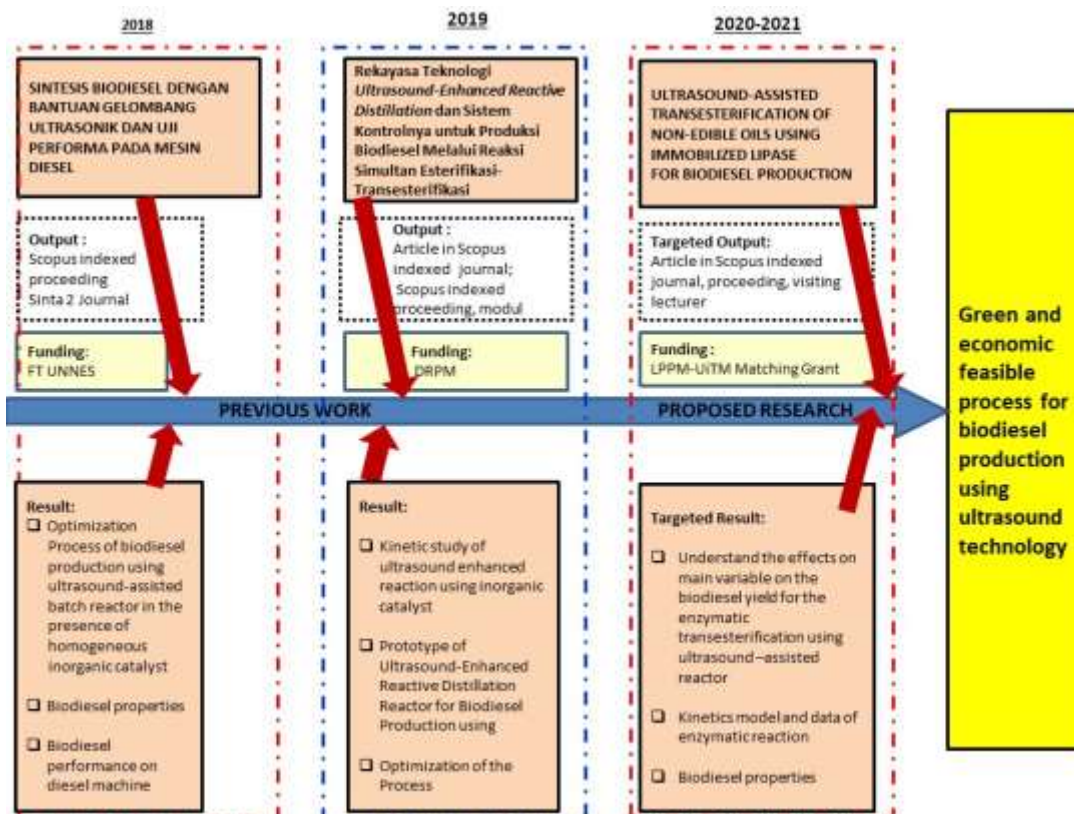 2018
SINTESIS BIODIESEL DENGAN
BANTUAN GELOMBANG
ULTRASONIK DAN UJI
PERFORMA PADA MESIN
DIESEL
Output :
Scopus indexed
proceeding
Sinta 2 Journal
Funding:
FT UNNES
2019
Rekayasa Teknologi
Ultrasound-Enhanced Reactive
Distillation dan Sistem
Kontrolnya untuk Produksi
Biodiesel Melalui Reaksi
Simultan Esterifikasi-
Transesterifikasi
Output :
Article in Scopus
indexed journal;
Scopus indexed
proceeding, modul
Funding:
DRPM
2020-2021
ULTRASOUND-ASSISTED
TRANSESTERIFICATION OF
NON-EDIBLE OILS USING
IMMOBILIZED LIPASE
FOR BIODIESEL PRODUCTION
Targeted Output:
Article in Scopus indexed
journal, proceeding, visiting
lecturer
Funding :
LPPM-UiTM Matching Grant
PREVIOUS WORK
PROPOSED RESEARCH
Result:
❑ Optimization
Process of biodiesel
production using
ultrasound-assisted
batch reactor in the
presence of
homogeneous
inorganic catalyst
❑ Biodiesel properties
❑ Biodiesel
performance on
diesel machine
Result:
❑ Kinetic study of
ultrasound enhanced
reaction using inorganic
catalyst
❑ Prototype of
Ultrasound-Enhanced
Reactive Distillation
Reactor for Biodiesel
Production using
❑ Optimization of the
Process
Targeted Result:
❑ Understand the effects on
main variable on the
biodiesel yield for the
enzymatic
transesterification using
ultrasound –assisted
reactor
❑ Kinetics model and data of
enzymatic reaction
❑ Biodiesel properties
Green and
economic
feasible
process for
biodiesel
production
using
ultrasound
technology